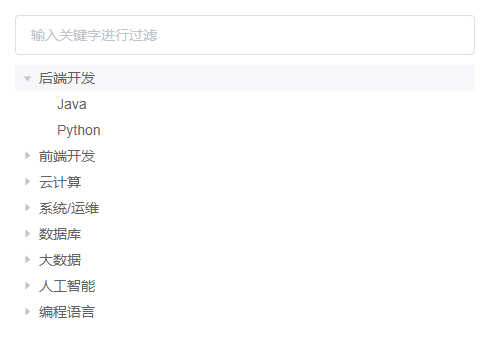 输入关键字进行过滤
后端开发
Java
Python
前端开发
云计算
系统/运维
数据库
大数据
人工智能
编程语言